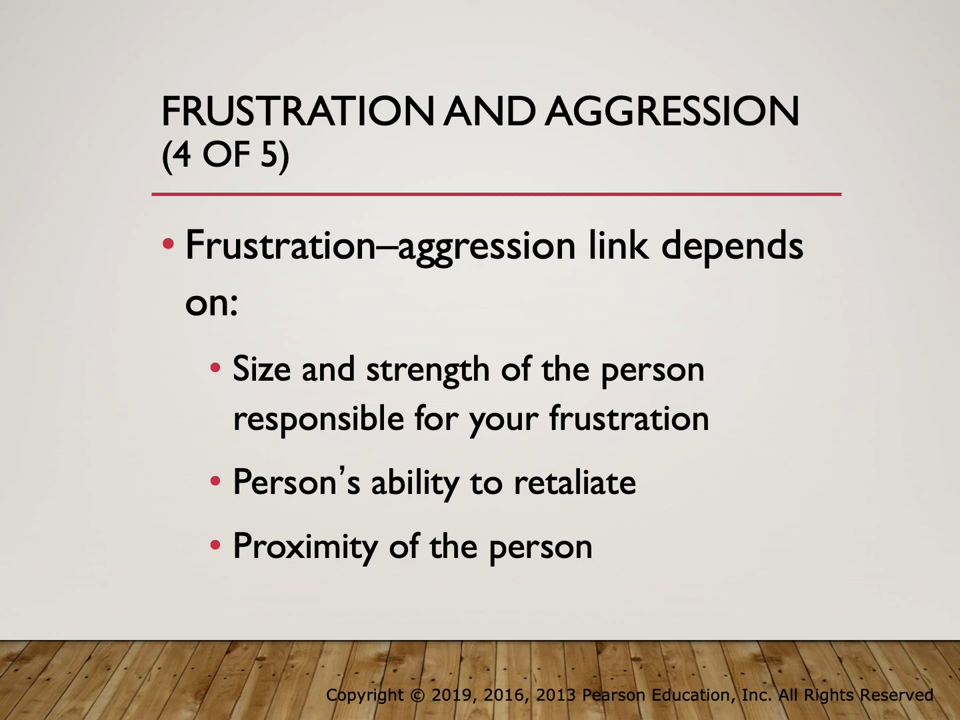 FRUSTRATION AND AGGRESSION
(4 OF 5)
• Frustration–aggression link depends
on:
• Size and strength of the person
responsible for your frustration
• Person’s ability to retaliate
• Proximity of the person
Copyright © 2019, 2016, 2013 Pearson Education, Inc. All Rights Reserved